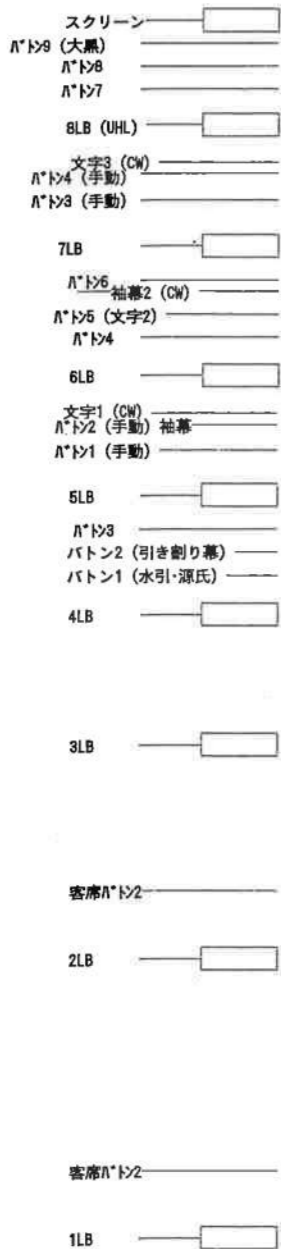 スクリーン
ﾊﾞﾄﾝ9 (大黒)
ﾊﾞﾄﾝ8
ﾊﾞﾄﾝ7
8LB (UHL)
文字3 (CW)
ﾊﾞﾄﾝ4 (手動)
ﾊﾞﾄﾝ3 (手動)
7LB
ﾊﾞﾄﾝ6
袖幕2 (CW)
ﾊﾞﾄﾝ5 (文字2)
ﾊﾞﾄﾝ4
6LB
文字1 (CW)
ﾊﾞﾄﾝ2 (手動) 袖幕
ﾊﾞﾄﾝ1 (手動)
5LB
ﾊﾞﾄﾝ3
バトン2 (引き割り幕)
バトン1 (水引･源氏)
4LB
3LB
客席ﾊﾞﾄﾝ2
2LB
客席ﾊﾞﾄﾝ2
1LB